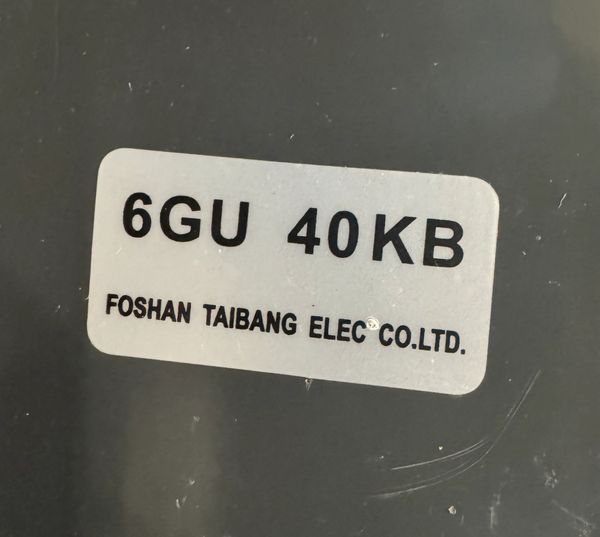 6GU 40KB
FOSHAN TAIBANG ELEC CO.LTD.